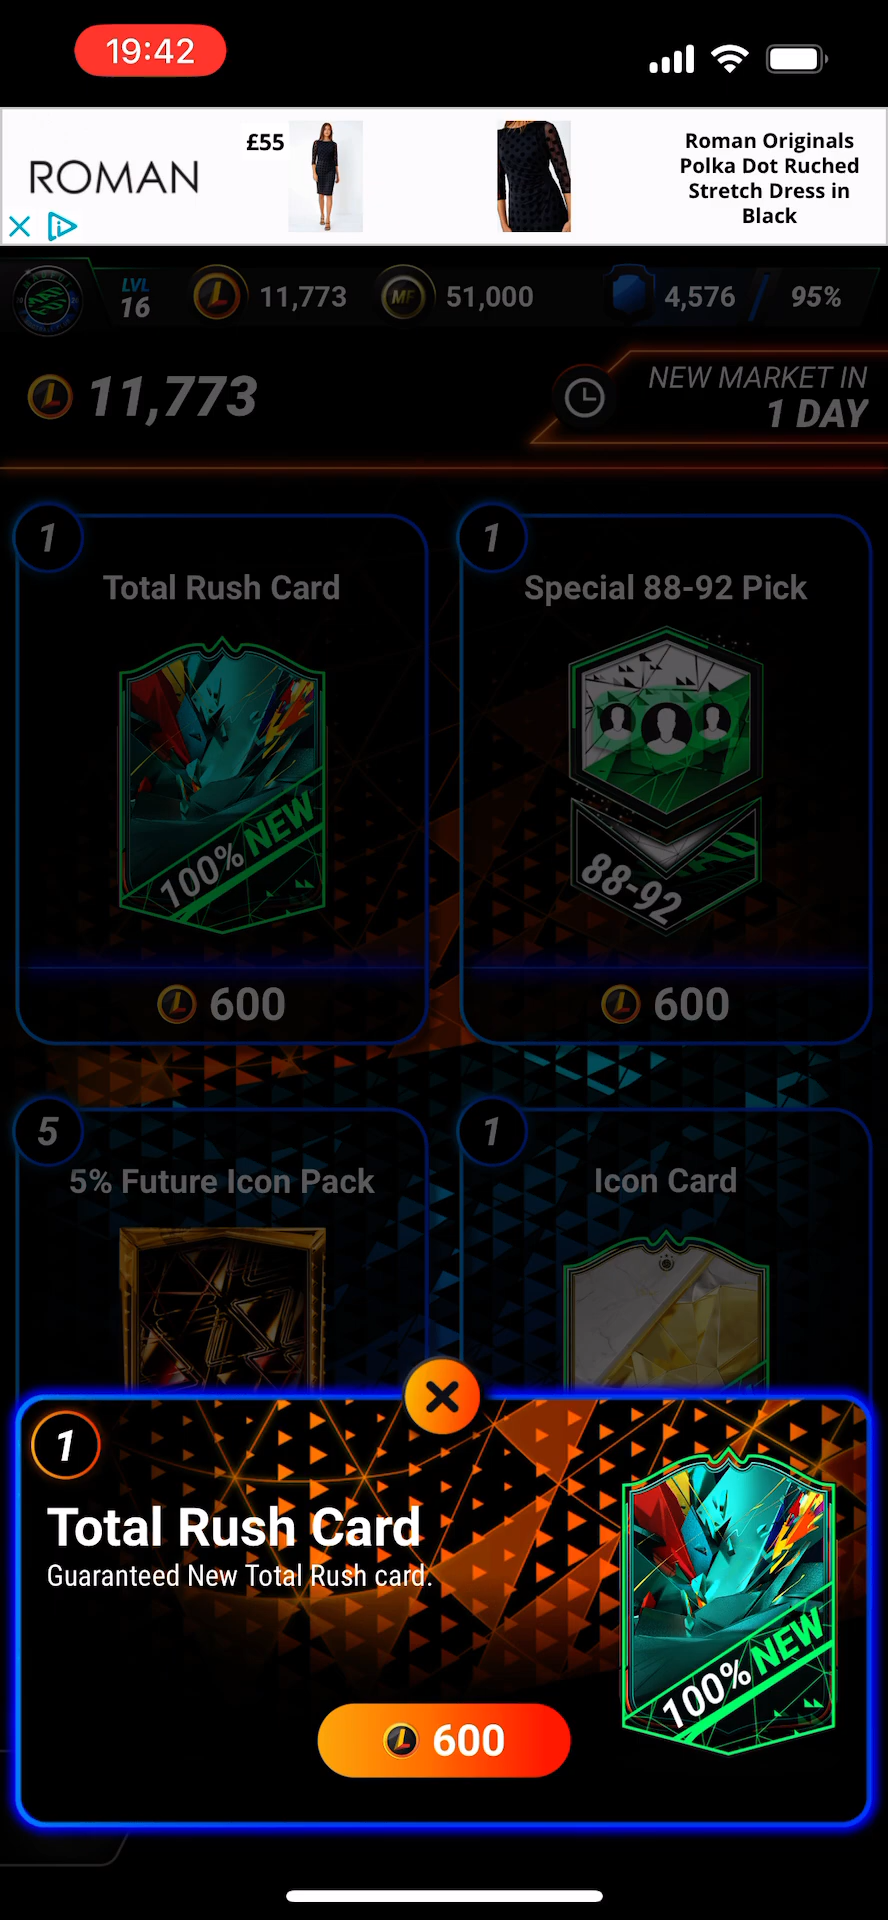 19:42
ROMAN
£55
Roman Originals
Polka Dot Ruched
Stretch Dress in
Black
LVL
16
11,773
MF
51,000
4,576
95%
11,773
NEW MARKET IN
1 DAY
1
Total Rush Card
100% NEW
600
1
Special 88-92 Pick
88-92
600
5
5% Future Icon Pack
1
Icon Card
1
Total Rush Card
Guaranteed New Total Rush card.
100% NEW
600